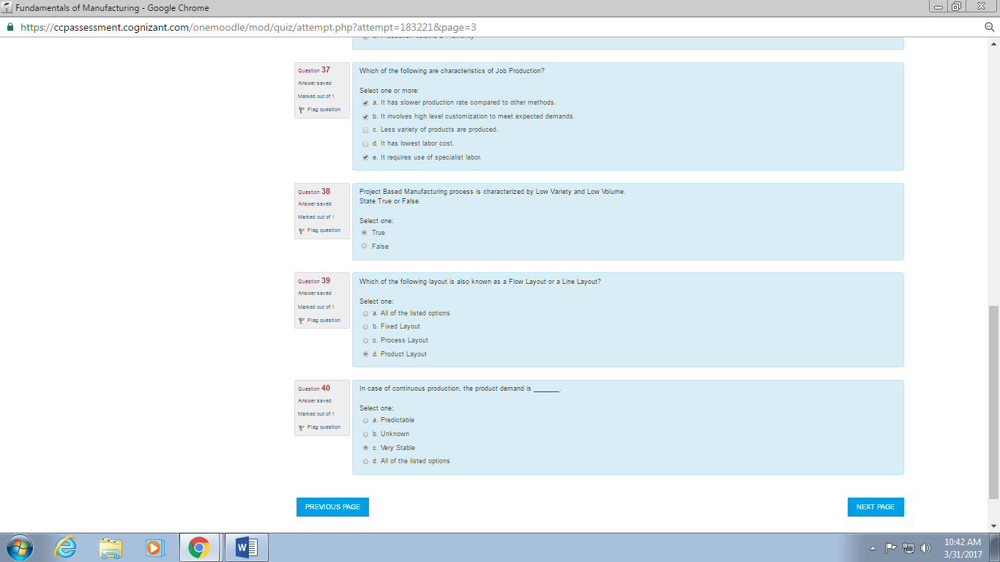 Fundamentals of Manufacturing - Google Chrome
https://ccpassessment.cognizant.com/onemoodle/mod/quiz/attempt.php?attempt=183221&page=3
Question 37
Answer saved
Marked out of 1
Flag question
Which of the following are characteristics of Job Production?
Select one or more:
a. It has slower production rate compared to other methods.
b. It involves high level customization to meet expected demands.
c. Less variety of products are produced.
d. It has lowest labor cost.
e. It requires use of specialist labor.
Question 38
Answer saved
Marked out of 1
Flag question
Project Based Manufacturing process is characterized by Low Variety and Low Volume.
State True or False.
Select one:
True
False
Question 39
Answer saved
Marked out of 1
Flag question
Which of the following layout is also known as a Flow Layout or a Line Layout?
Select one:
a. All of the listed options
b. Fixed Layout
c. Process Layout
d. Product Layout
Question 40
Answer saved
Marked out of 1
Flag question
In case of continuous production, the product demand is _______.
Select one:
a. Predictable
b. Unknown
c. Very Stable
d. All of the listed options
PREVIOUS PAGE
NEXT PAGE
W
10:42 AM
3/31/2017